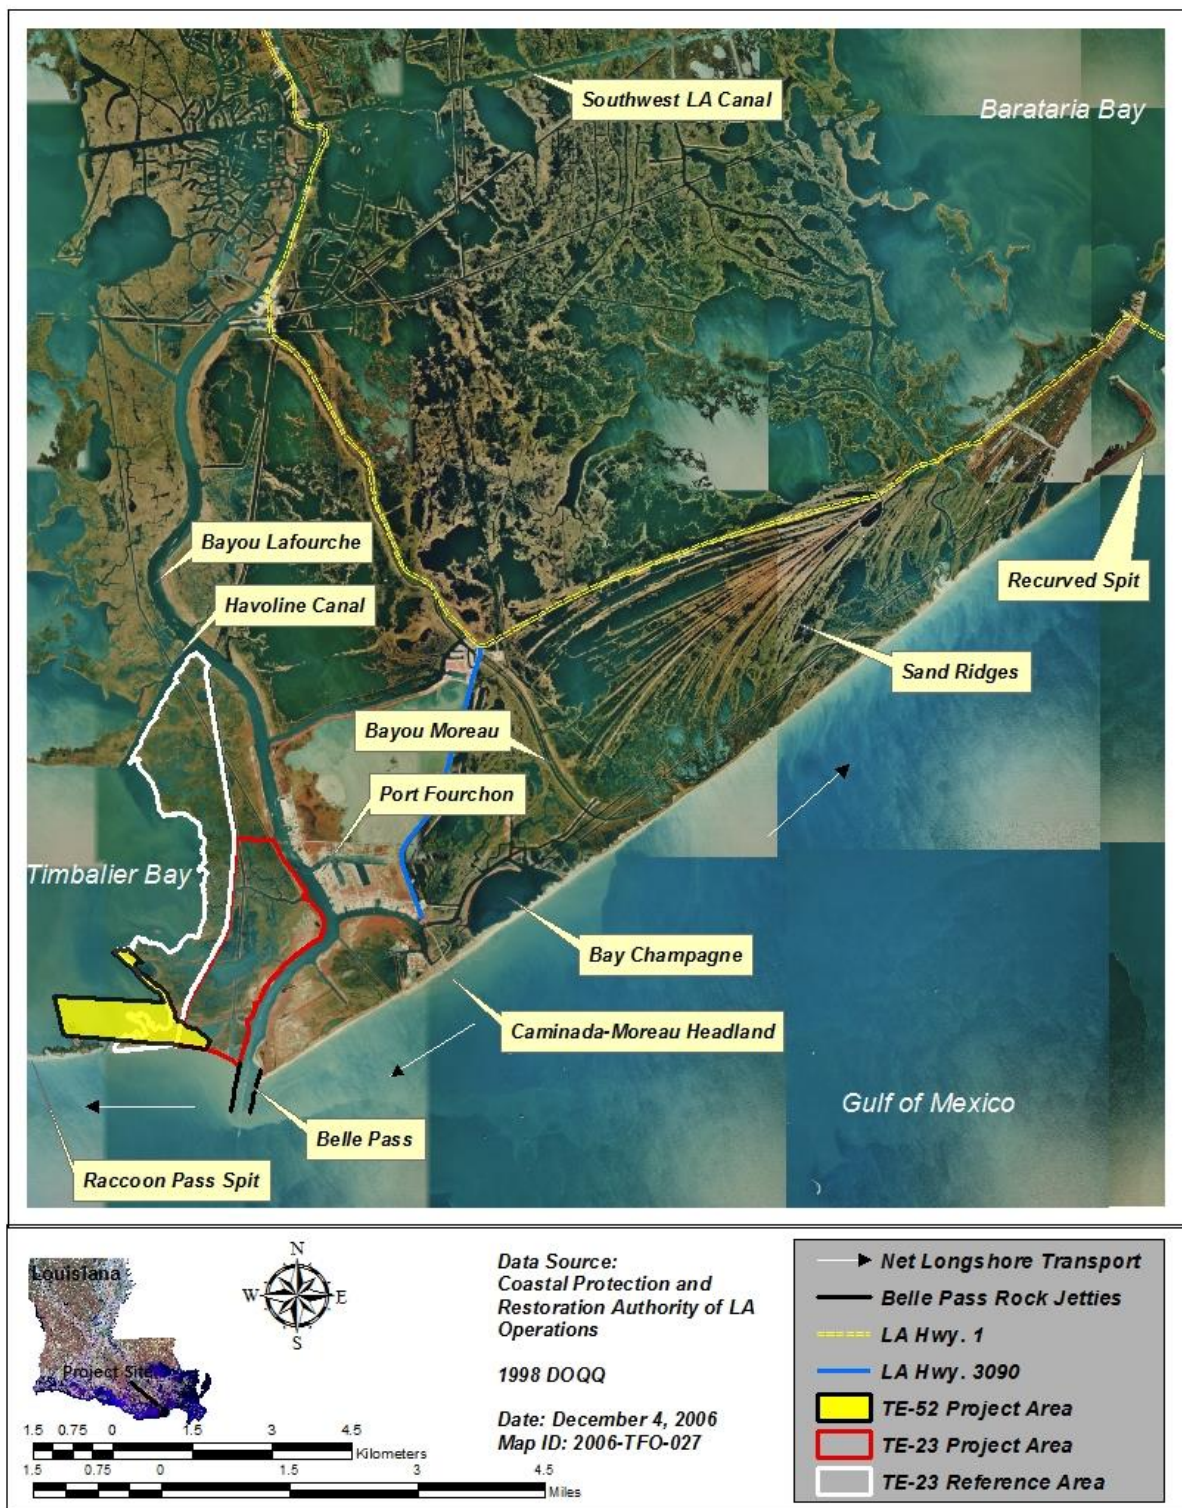 Southwest LA Canal
Barataria Bay
Bayou Lafourche
Havoline Canal
Recurved Spit
Sand Ridges
Bayou Moreau
Port Fourchon
Timbalier Bay
Bay Champagne
Caminada-Moreau Headland
Gulf of Mexico
Belle Pass
Raccoon Pass Spit
Louisiana
Project Site
N
W
E
S
1.5 0.75 0 1.5 3 4.5
Kilometers
1.5 0.75 0 1.5 3 4.5
Miles
Data Source:
Coastal Protection and
Restoration Authority of LA
Operations
1998 DOQQ
Date: December 4, 2006
Map ID: 2006-TFO-027
Net Longshore Transport
Belle Pass Rock Jetties
LA Hwy. 1
LA Hwy. 3090
TE-52 Project Area
TE-23 Project Area
TE-23 Reference Area